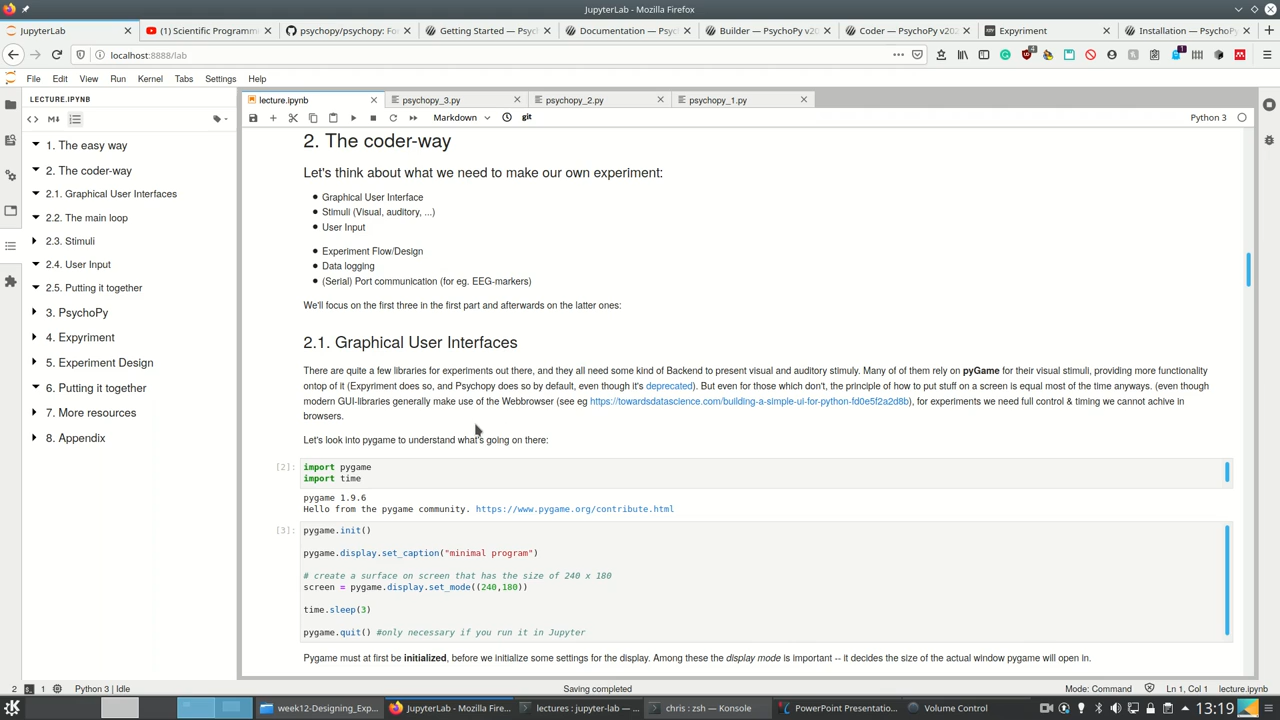 JupyterLab - Mozilla Firefox
JupyterLab
(1) Scientific Programm
psychopy/psychopy: Fo
Getting Started — Psych
Documentation — Psyc
Builder — PsychoPy v20
Coder — PsychoPy v202
Expyriment
Installation — PsychoP
localhost:8888/lab
File Edit View Run Kernel Tabs Settings Help
LECTURE.IPYNB
lecture.ipynb
psychopy_3.py
psychopy_2.py
psychopy_1.py
Markdown
git
Python 3
1. The easy way
2. The coder-way
2.1. Graphical User Interfaces
2.2. The main loop
2.3. Stimuli
2.4. User Input
2.5. Putting it together
3. PsychoPy
4. Expyriment
5. Experiment Design
6. Putting it together
7. More resources
8. Appendix
2. The coder-way
Let's think about what we need to make our own experiment:
Graphical User Interface
Stimuli (Visual, auditory, ...)
User Input
Experiment Flow/Design
Data logging
(Serial) Port communication (for eg. EEG-markers)
We'll focus on the first three in the first part and afterwards on the latter ones:
2.1. Graphical User Interfaces
There are quite a few libraries for experiments out there, and they all need some kind of Backend to present visual and auditory stimuly. Many of of them rely on pyGame for their visual stimuli, providing more functionality
ontop of it (Expyriment does so, and Psychopy does so by default, even though it's deprecated). But even for those which don't, the principle of how to put stuff on a screen is equal most of the time anyways. (even though
modern GUI-libraries generally make use of the Webbrowser (see eg https://towardsdatascience.com/building-a-simple-ui-for-python-fd0e5f2a2d8b), for experiments we need full control & timing we cannot achive in
browsers.
Let's look into pygame to understand what's going on there:
[2]:
import pygame
import time
pygame 1.9.6
Hello from the pygame community. https://www.pygame.org/contribute.html
[3]:
pygame.init()
pygame.display.set_caption("minimal program")
# create a surface on screen that has the size of 240 x 180
screen = pygame.display.set_mode((240,180))
time.sleep(3)
pygame.quit() #only necessary if you run it in Jupyter
Pygame must at first be initialized, before we initialize some settings for the display. Among these the display mode is important -- it decides the size of the actual window pygame will open in.
2 1 Python 3 | Idle
Saving completed
Mode: Command Ln 1, Col 1 lecture.ipynb
week12-Designing_Exp...
JupyterLab - Mozilla Firef...
lectures : jupyter-lab — ...
chris : zsh — Konsole
PowerPoint Presentatio...
Volume Control
13:19